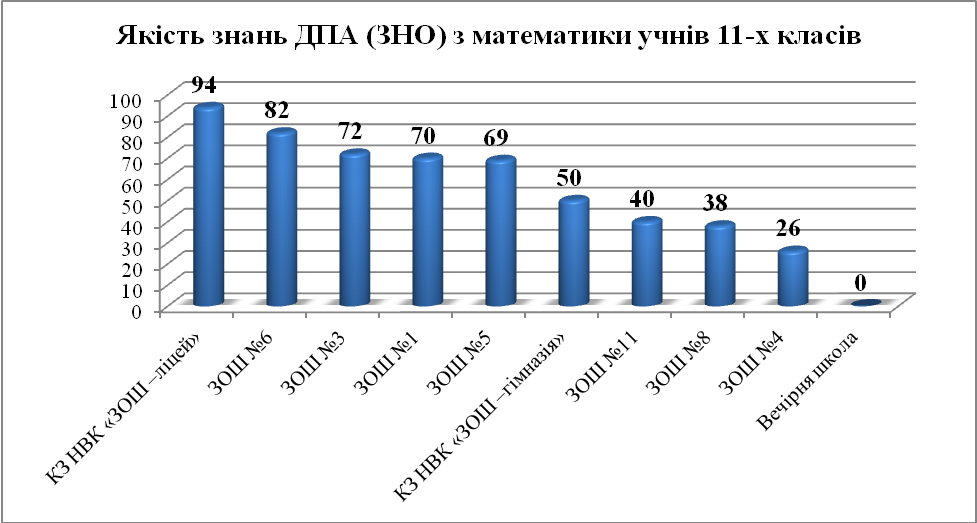 Якість знань ДПА (ЗНО) з математики учнів 11-х класів
100
90
80
70
60
50
40
30
20
10
0
94
82
72
70
69
50
40
38
26
0
КЗ НВК «ЗОШ –ліцей»
ЗОШ №6
ЗОШ №3
ЗОШ №1
ЗОШ №5
КЗ НВК «ЗОШ –гімназія»
ЗОШ №11
ЗОШ №8
ЗОШ №4
Вечірня школа